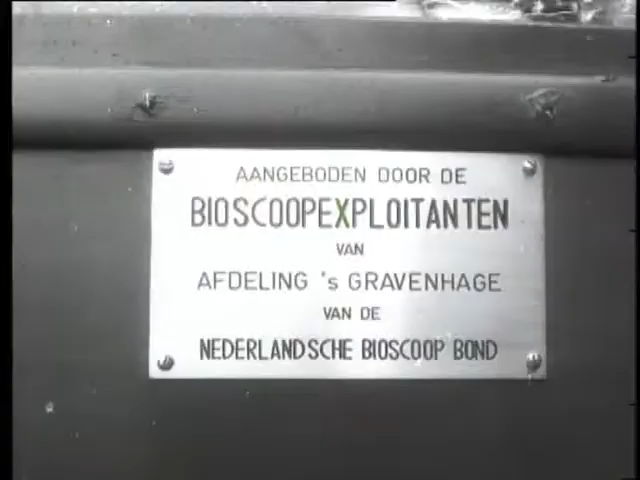 AANGEBODEN DOOR DE
BIOSCOOPEXPLOITANTEN
VAN
AFDELING 's GRAVENHAGE
VAN DE
NEDERLANDSCHE BIOSCOOP BOND